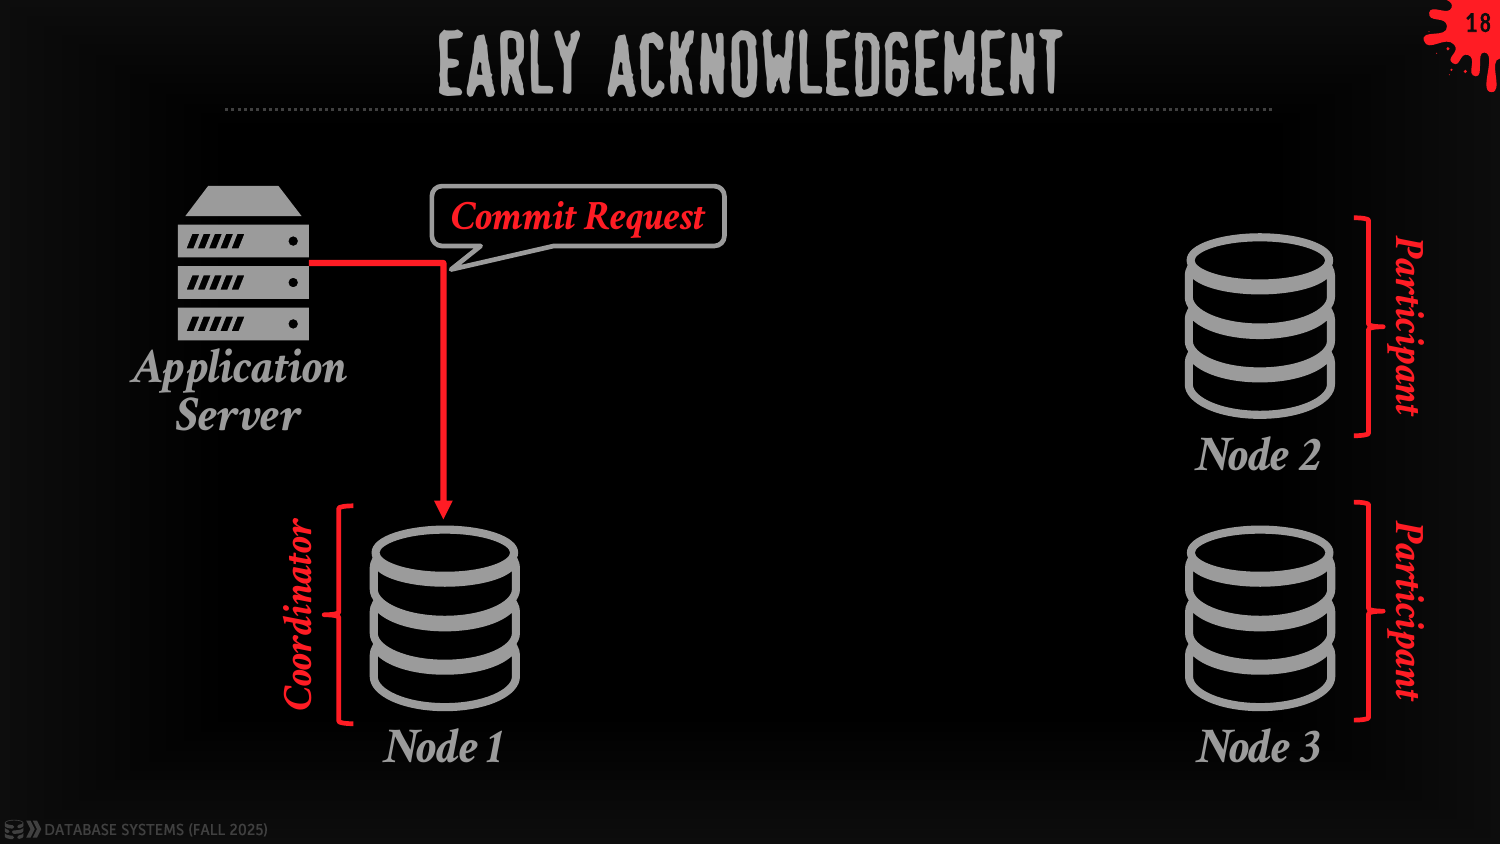 EARLY ACKNOWLEDGEMENT
18
Commit Request
Application
Server
Participant
Node 2
Coordinator
Node 1
Participant
Node 3
DATABASE SYSTEMS (FALL 2025)